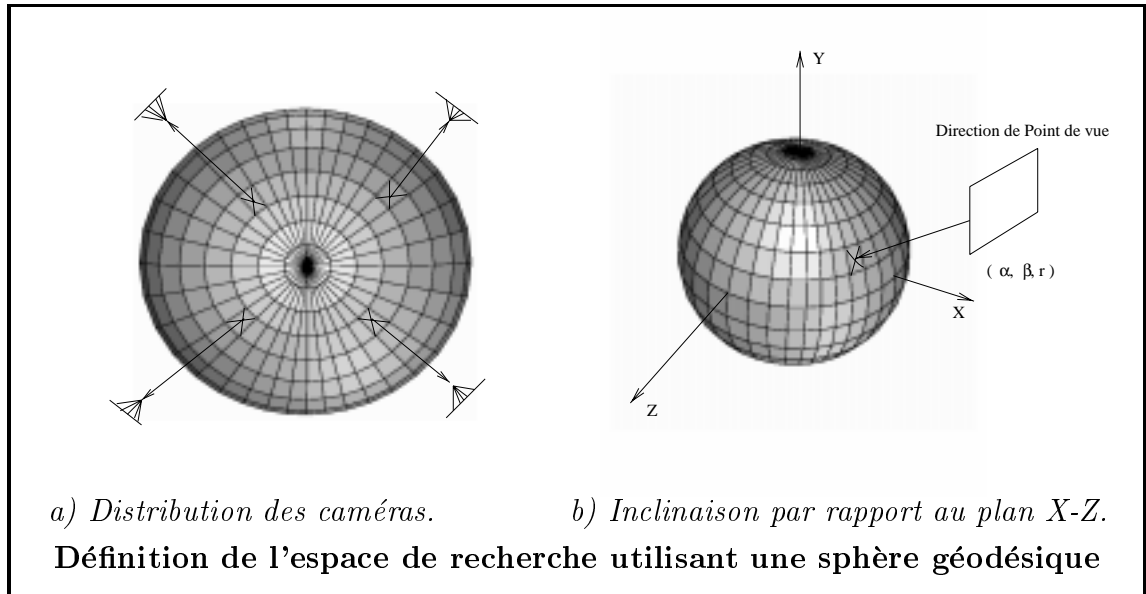 Y
Direction de Point de vue
( α, β, r )
X
Z
a) Distribution des caméras.
b) Inclinaison par rapport au plan X-Z.
Définition de l'espace de recherche utilisant une sphère géodésique